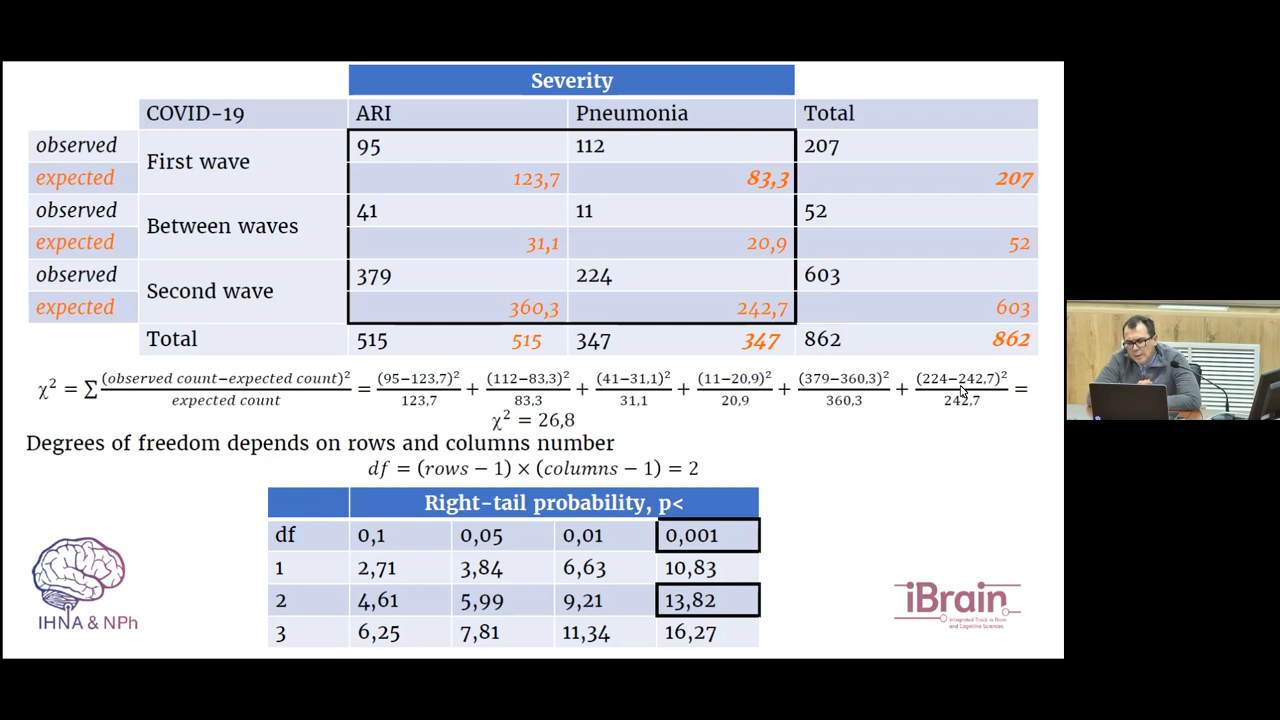 Severity
COVID-19 ARI Pneumonia Total
observed First wave 95 112 207
expected 123,7 83,3 207
observed Between waves 41 11 52
expected 31,1 20,9 52
observed Second wave 379 224 603
expected 360,3 242,7 603
Total 515 515 347 347 862 862
χ² = ∑ (observed count−expected count)² / expected count = (95−123,7)² / 123,7 + (112−83,3)² / 83,3 + (41−31,1)² / 31,1 + (11−20,9)² / 20,9 + (379−360,3)² / 360,3 + (224−242,7)² / 242,7 =
χ² = 26,8
Degrees of freedom depends on rows and columns number
df = (rows − 1) × (columns − 1) = 2
Right-tail probability, p<
df 0,1 0,05 0,01 0,001
1 2,71 3,84 6,63 10,83
2 4,61 5,99 9,21 13,82
3 6,25 7,81 11,34 16,27
IHNA & NPh
iBrain
Integrated Track in Brain
and Cognitive Sciences